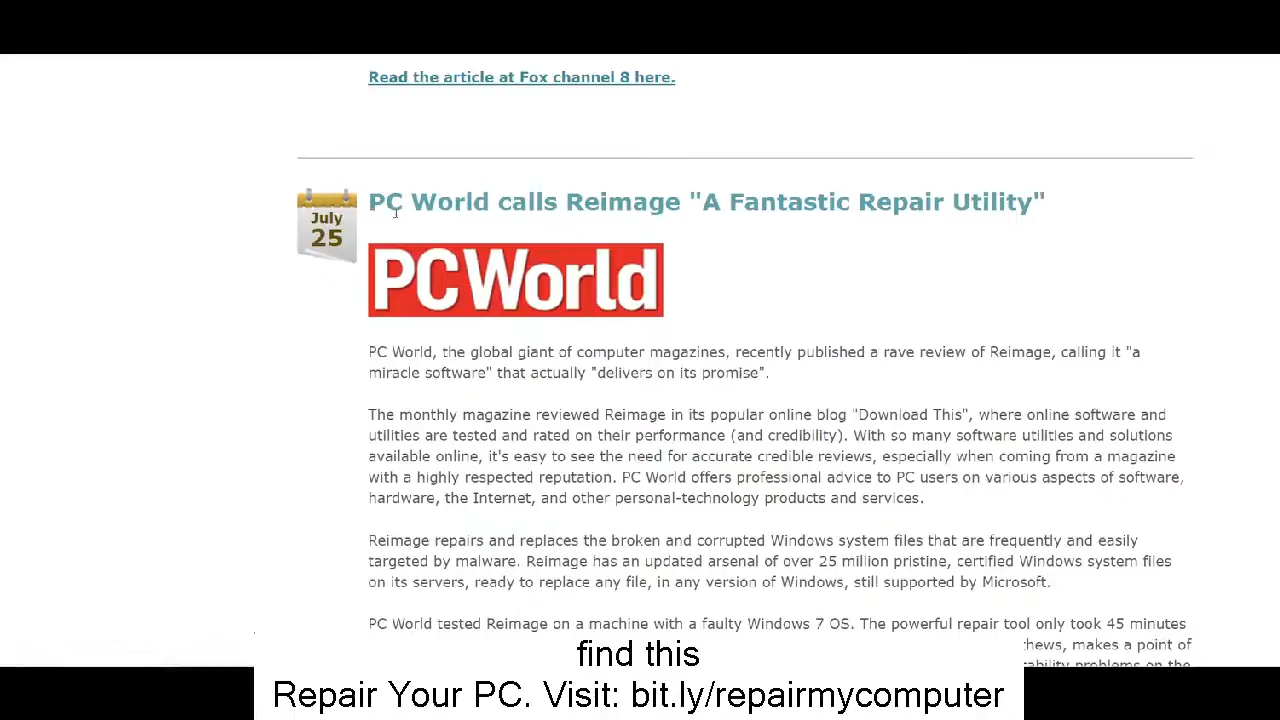 Read the article at Fox channel 8 here.
July
25
PC World calls Reimage "A Fantastic Repair Utility"
PCWorld
PC World, the global giant of computer magazines, recently published a rave review of Reimage, calling it "a
miracle software" that actually "delivers on its promise".
The monthly magazine reviewed Reimage in its popular online blog "Download This", where online software and
utilities are tested and rated on their performance (and credibility). With so many software utilities and solutions
available online, it's easy to see the need for accurate credible reviews, especially when coming from a magazine
with a highly respected reputation. PC World offers professional advice to PC users on various aspects of software,
hardware, the Internet, and other personal-technology products and services.
Reimage repairs and replaces the broken and corrupted Windows system files that are frequently and easily
targeted by malware. Reimage has an updated arsenal of over 25 million pristine, certified Windows system files
on its servers, ready to replace any file, in any version of Windows, still supported by Microsoft.
PC World tested Reimage on a machine with a faulty Windows 7 OS. The powerful repair tool only took 45 minutes
thews, makes a point of
problems on the
find this
Repair Your PC. Visit: bit.ly/repairmycomputer